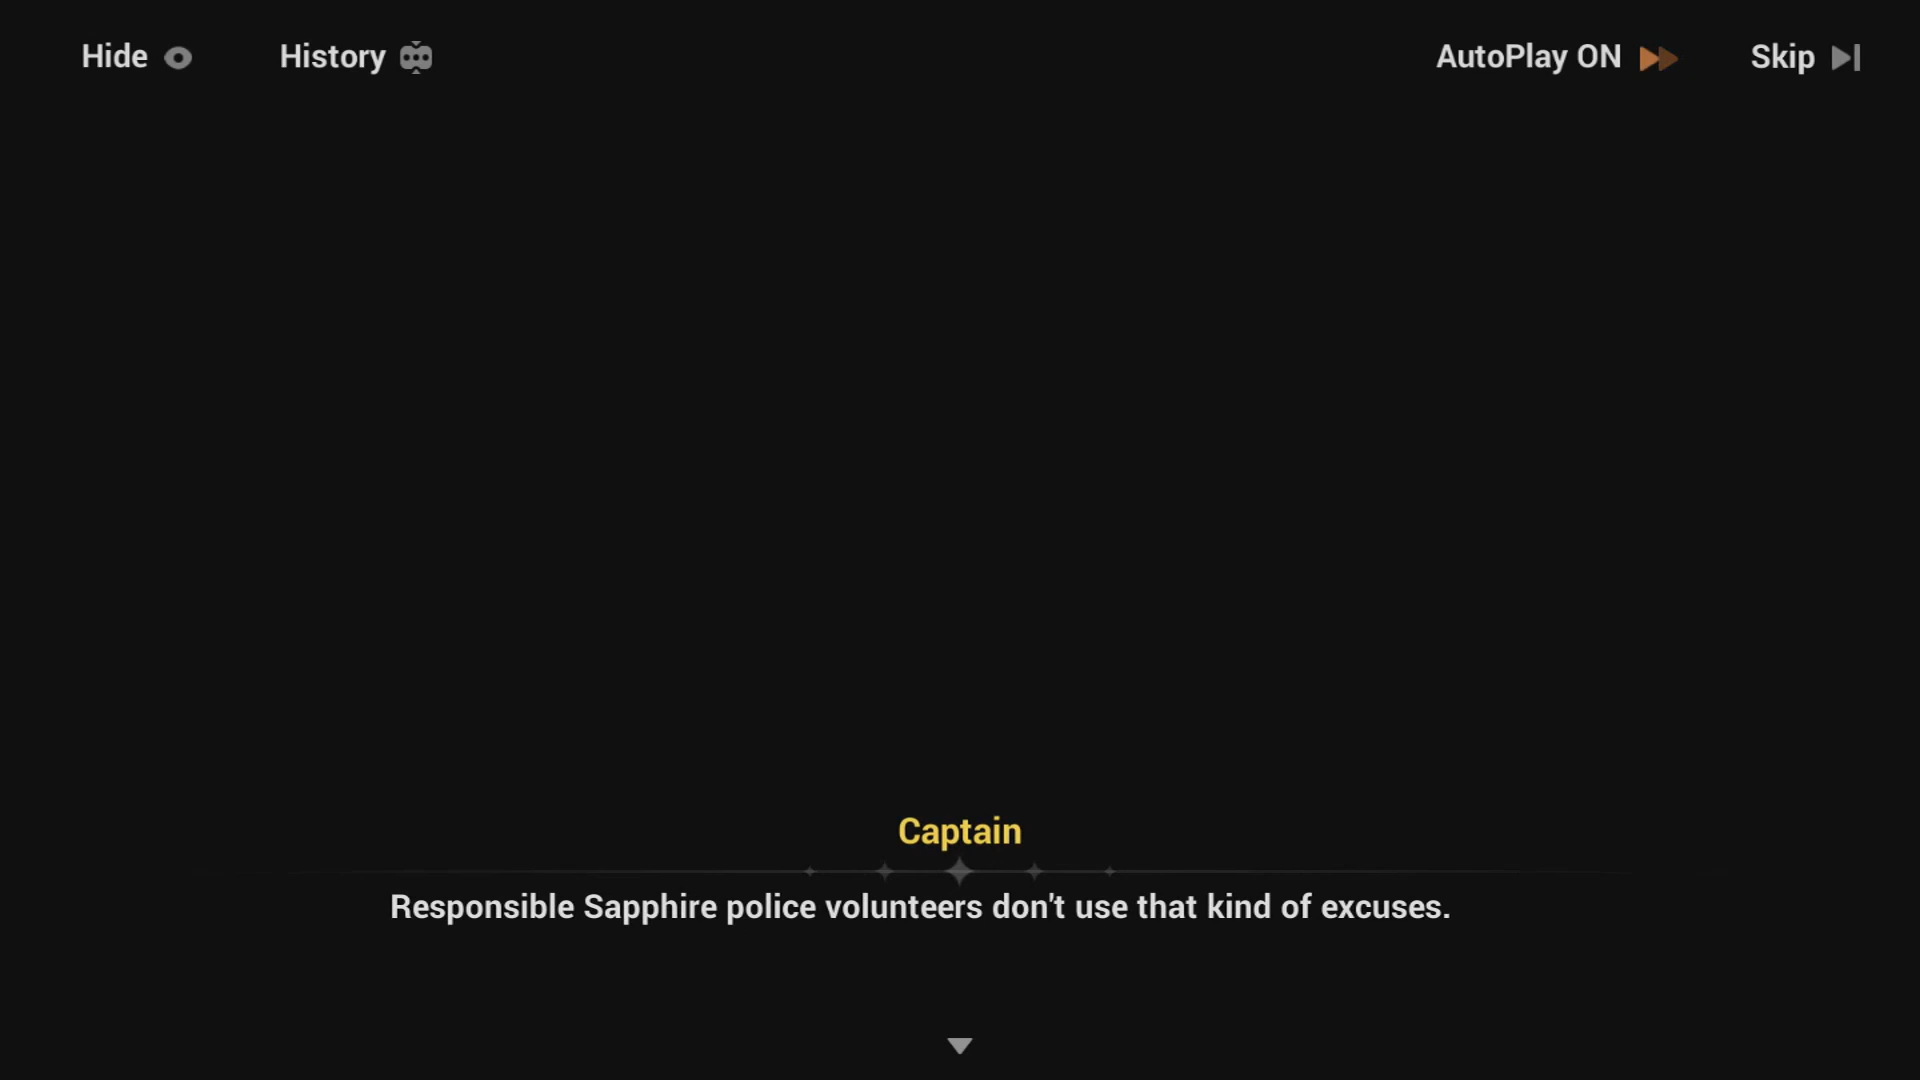 Hide
History
AutoPlay ON
Skip
Captain
Responsible Sapphire police volunteers don't use that kind of excuses.